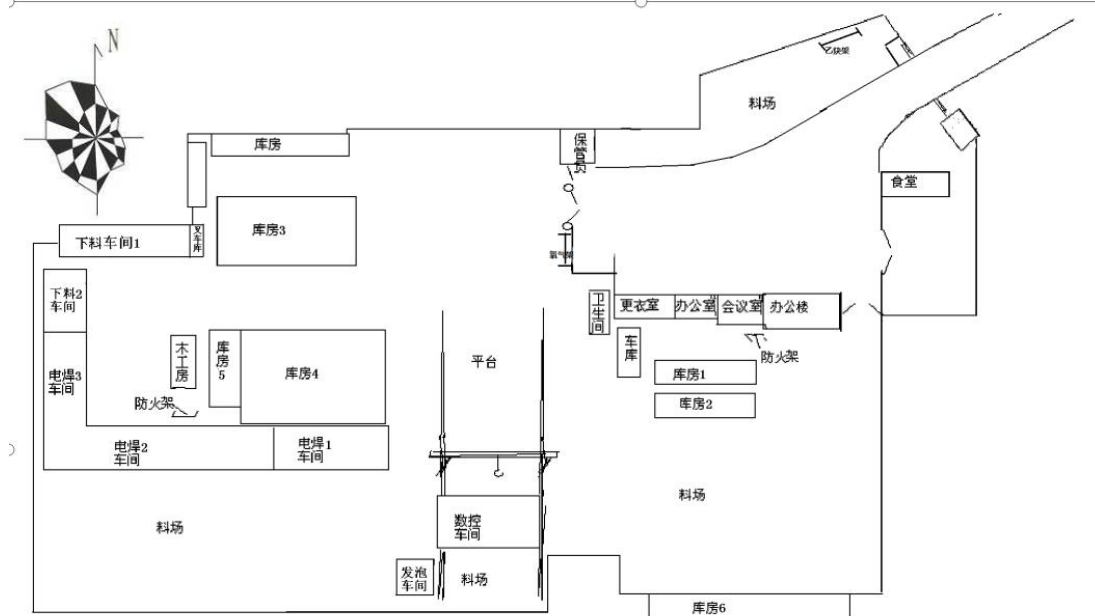 N
乙炔架
料场
库房
保管员
食堂
库房3
下料车间1
叉车库
氧气架
下料2
车间
卫生间
更衣室
办公室
会议室
办公楼
木工房
库房5
库房4
平台
车库
防火架
库房1
库房2
电焊3
车间
防火架
电焊2
车间
电焊1
车间
料场
数控
车间
料场
发泡
车间
料场
库房6